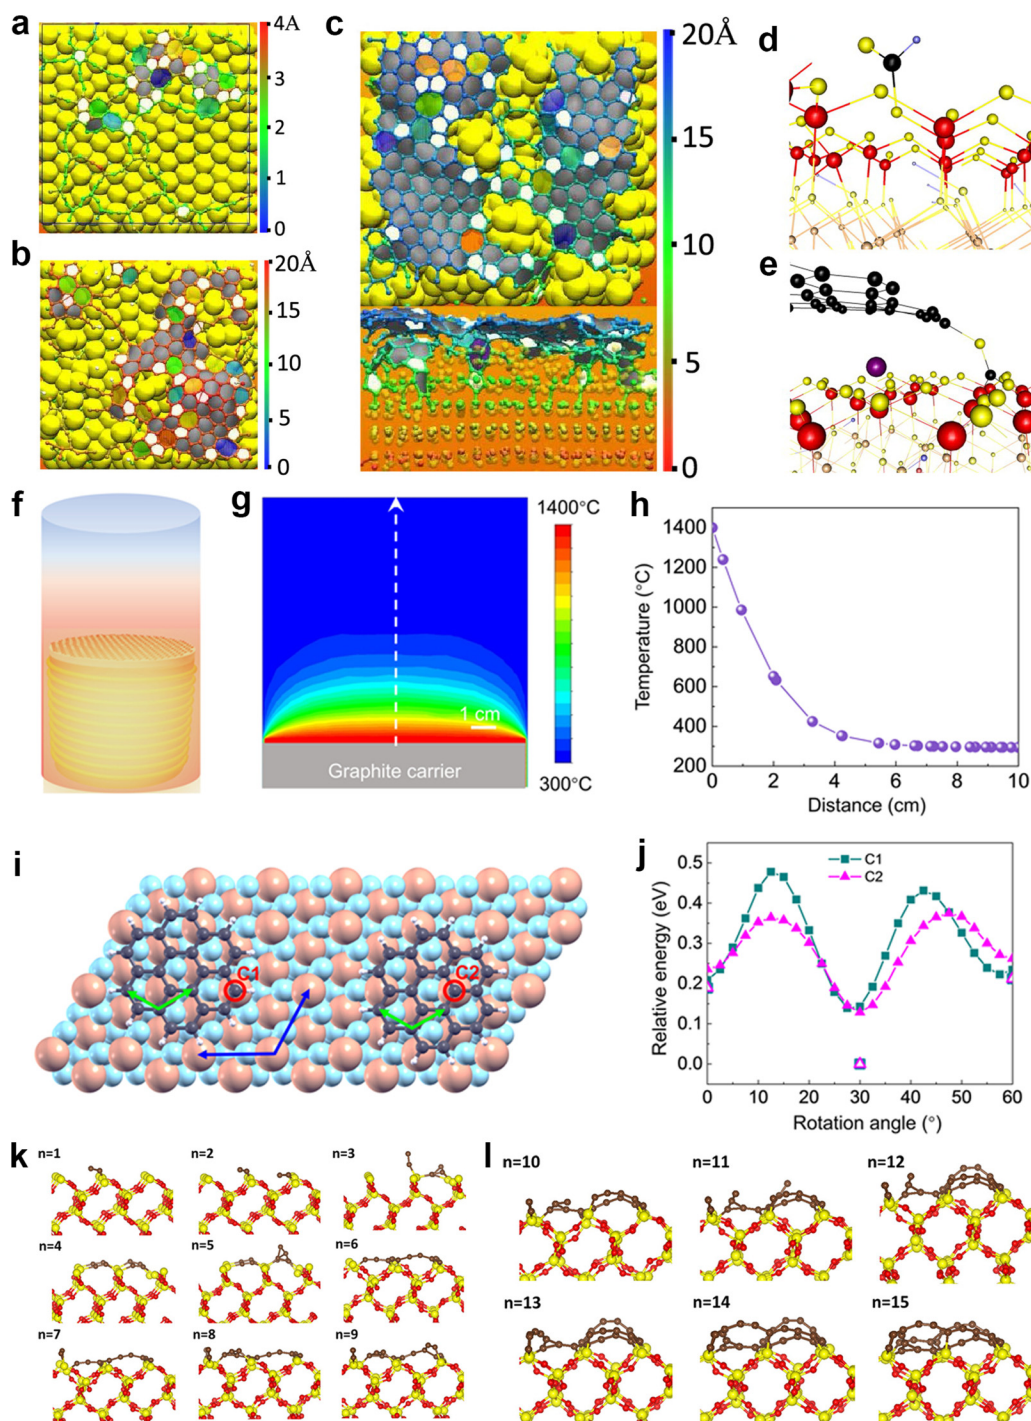 a
4Å
3
2
1
0
b
20Å
15
10
5
0
c
20Å
15
10
5
0
d
e
f
g
1400°C
1 cm
Graphite carrier
300°C
h
Temperature (°C)
1400
1200
1000
800
600
400
200
0 2 4 6 8 10
Distance (cm)
i
C1
C2
j
Relative energy (eV)
C1
C2
0.5
0.4
0.3
0.2
0.1
0.0
0 10 20 30 40 50 60
Rotation angle (°)
k
n=1 n=2 n=3
n=4 n=5 n=6
n=7 n=8 n=9
l
n=10 n=11 n=12
n=13 n=14 n=15